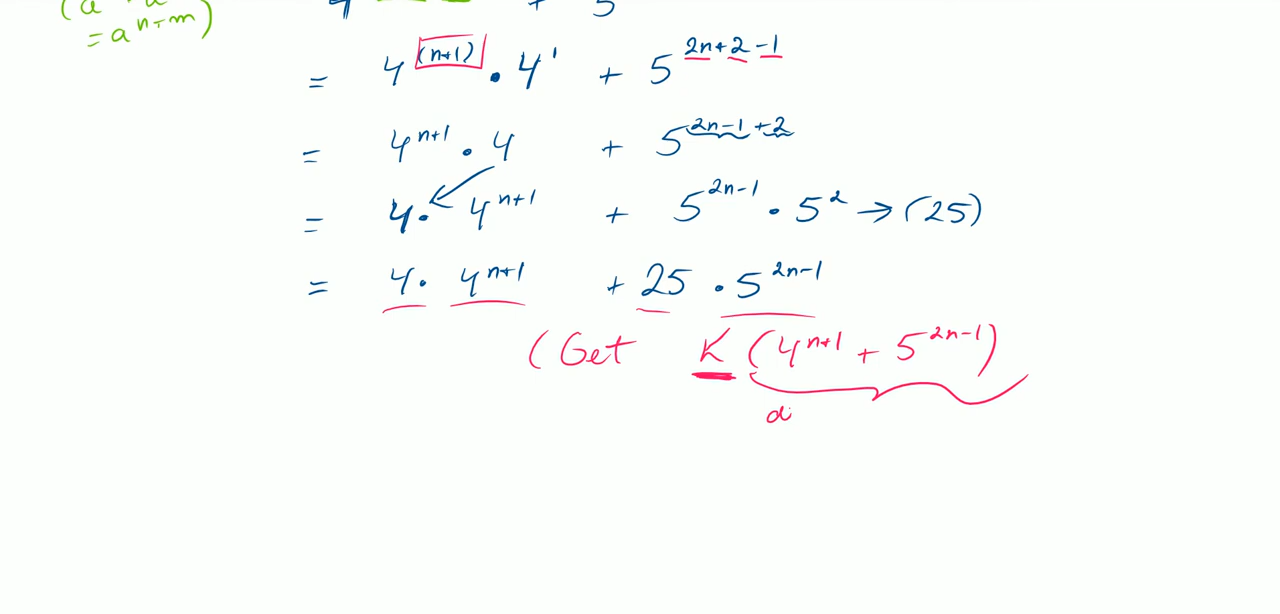 = a^{n+m})
= 4^{(n+1)} · 4^1 + 5^{2n+2-1}
= 4^{n+1} · 4 + 5^{2n-1+2}
= 4 · 4^{n+1} + 5^{2n-1} · 5^2 → (25)
= 4 · 4^{n+1} + 25 · 5^{2n-1}
(Get K (4^{n+1} + 5^{2n-1})
di